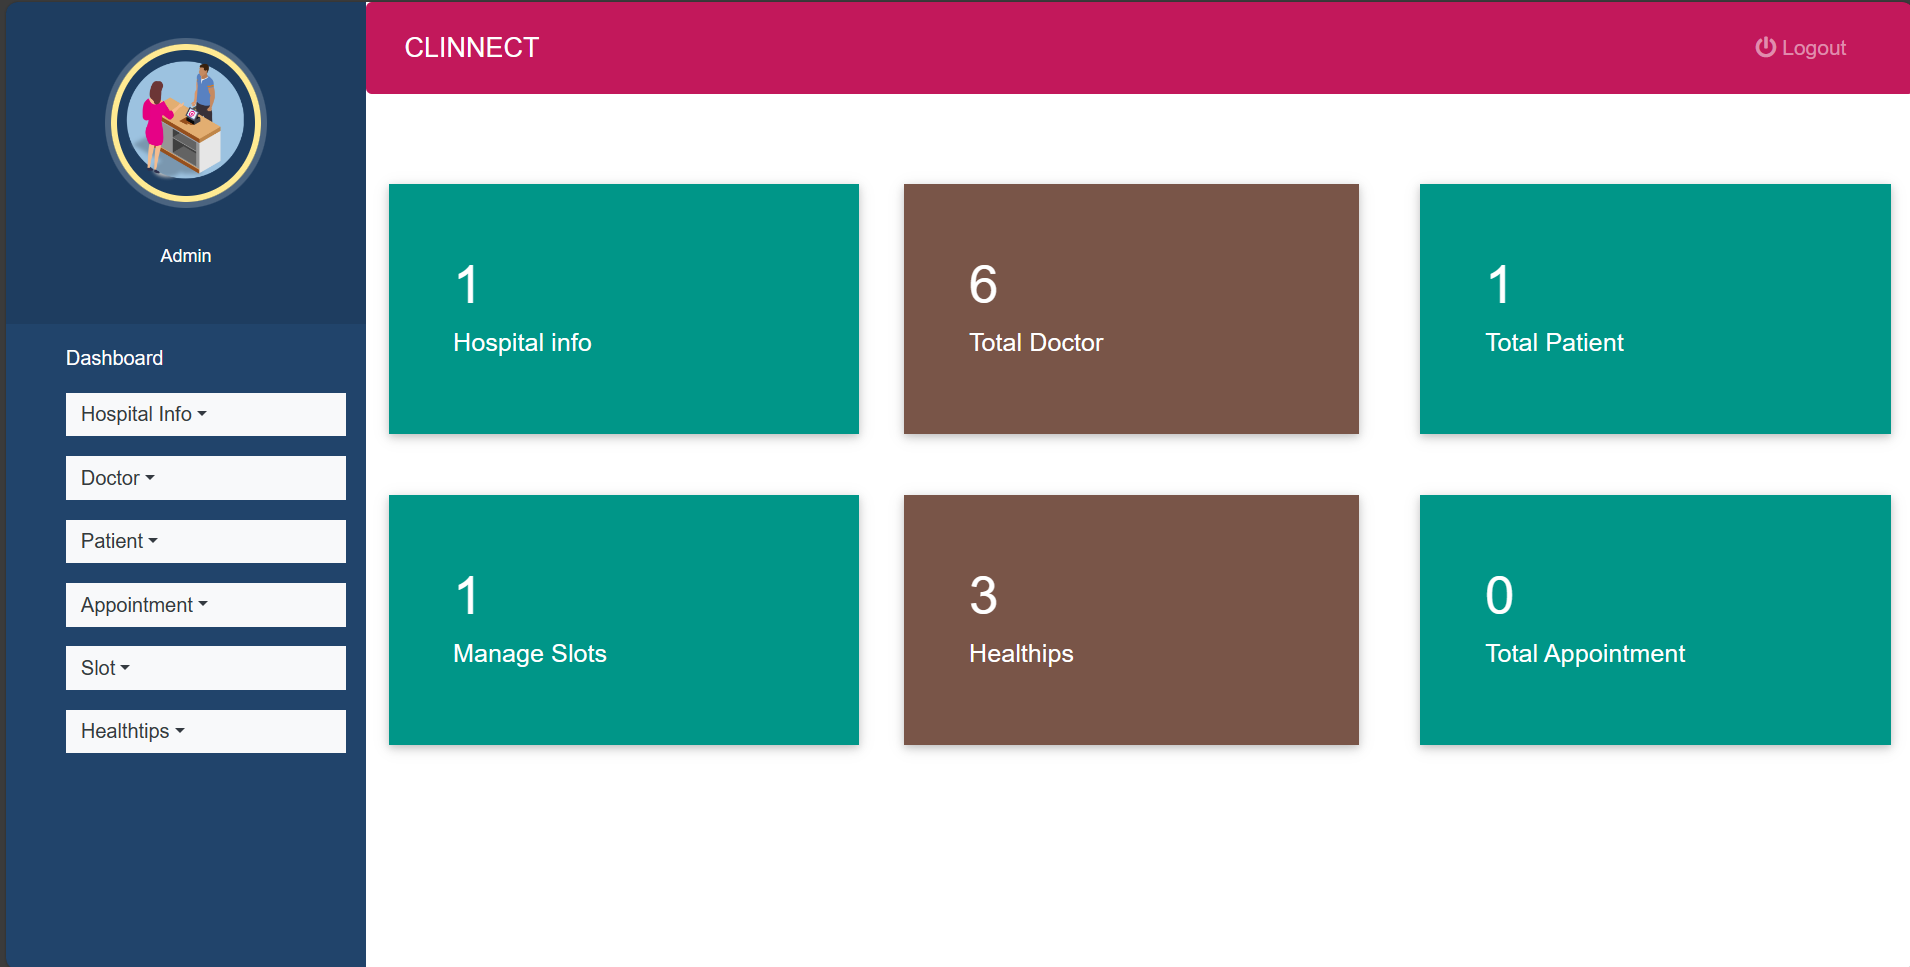 CLINNECT
Logout
Admin
Dashboard
Hospital Info
Doctor
Patient
Appointment
Slot
Healthtips
1
Hospital info
6
Total Doctor
1
Total Patient
1
Manage Slots
3
Healthips
0
Total Appointment